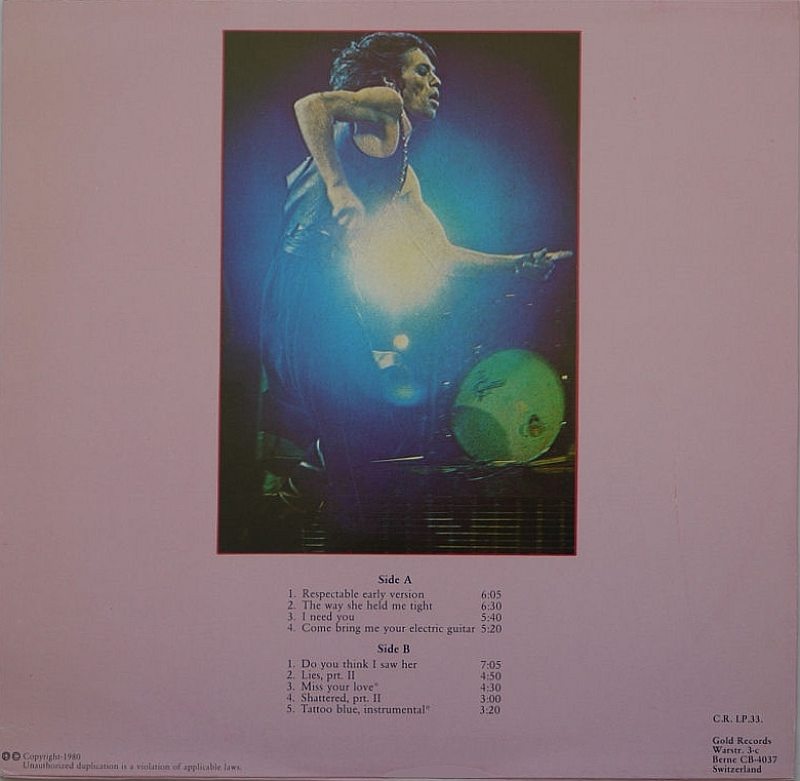 Side A
1. Respectable early version 6:05
2. The way she held me tight 6:30
3. I need you 5:40
4. Come bring me your electric guitar 5:20
Side B
1. Do you think I saw her 7:05
2. Lies, prt. II 4:50
3. Miss your love* 4:30
4. Shattered, prt. II 3:00
5. Tattoo blue, instrumental* 3:20
C.R. LP.33.
Gold Records
Warstr. 3-c
Berne CB-4037
Switzerland
℗ © Copyright-1980
Unauthorized duplication is a violation of applicable laws.